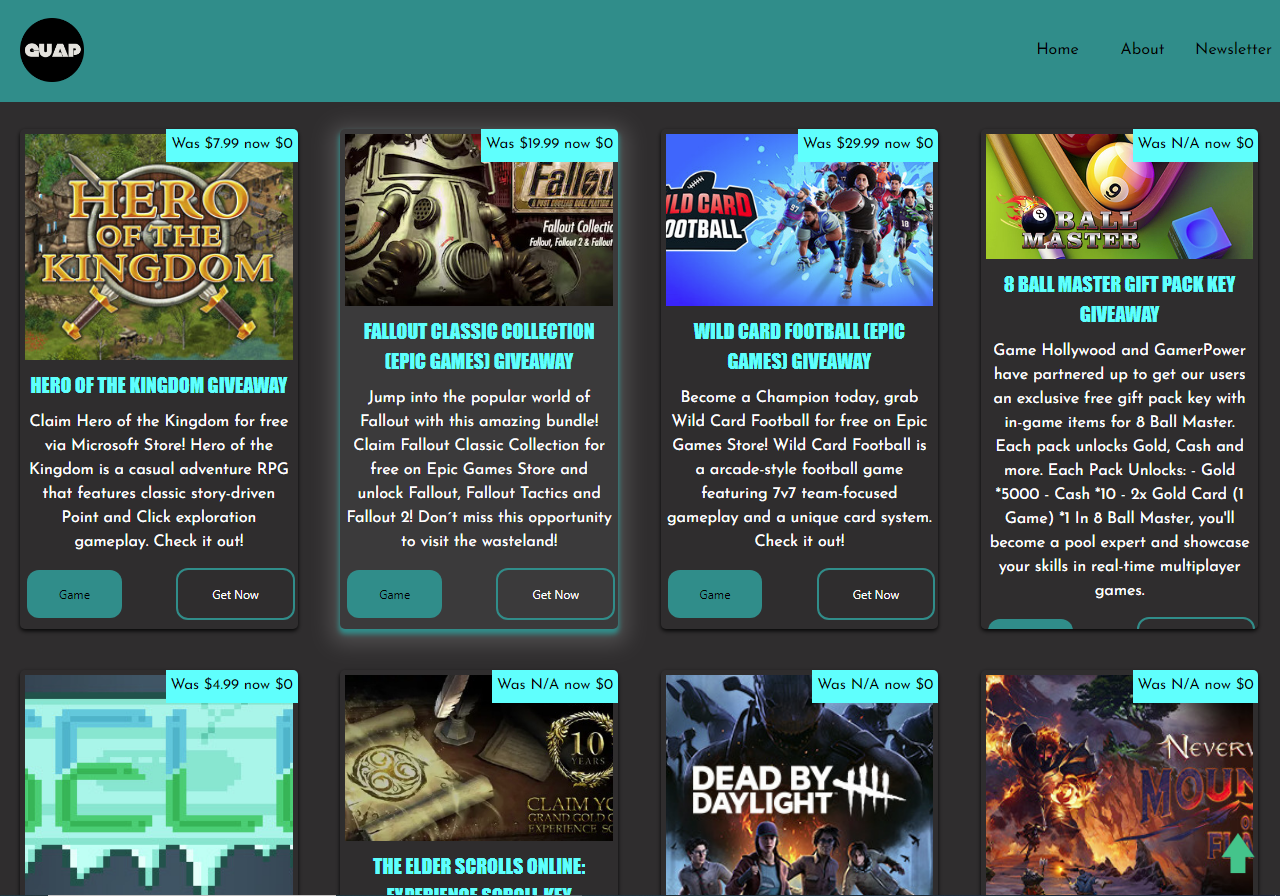 GUAP
Home About Newsletter
Was $7.99 now $0
HERO
OF THE
KINGDOM
HERO OF THE KINGDOM GIVEAWAY
Claim Hero of the Kingdom for free
via Microsoft Store! Hero of the
Kingdom is a casual adventure RPG
that features classic story-driven
Point and Click exploration
gameplay. Check it out!
Game Get Now
Was $19.99 now $0
Fallout
Fallout Collectio
Fallout, Fallout 2 & Fallout
FALLOUT CLASSIC COLLECTION
(EPIC GAMES) GIVEAWAY
Jump into the popular world of
Fallout with this amazing bundle!
Claim Fallout Classic Collection for
free on Epic Games Store and
unlock Fallout, Fallout Tactics and
Fallout 2! Don´t miss this opportunity
to visit the wasteland!
Game Get Now
Was $29.99 now $0
ILD CARD
OOTBALL
WILD CARD FOOTBALL (EPIC
GAMES) GIVEAWAY
Become a Champion today, grab
Wild Card Football for free on Epic
Games Store! Wild Card Football is
a arcade-style football game
featuring 7v7 team-focused
gameplay and a unique card system.
Check it out!
Game Get Now
Was N/A now $0
9
8 BALL
MASTER
8 BALL MASTER GIFT PACK KEY
GIVEAWAY
Game Hollywood and GamerPower
have partnered up to get our users
an exclusive free gift pack key with
in-game items for 8 Ball Master.
Each pack unlocks Gold, Cash and
more. Each Pack Unlocks: - Gold
*5000 - Cash *10 - 2x Gold Card (1
Game) *1 In 8 Ball Master, you'll
become a pool expert and showcase
your skills in real-time multiplayer
games.
Was $4.99 now $0
Was N/A now $0
10
YEARS
CLAIM YO
GRAND GOLD C
EXPERIENCE SC
THE ELDER SCROLLS ONLINE:
EXPERIENCE SCROLL KEY
Was N/A now $0
DEAD BY
DAYLIGHT
Was N/A now $0
NEVERW
MOUN